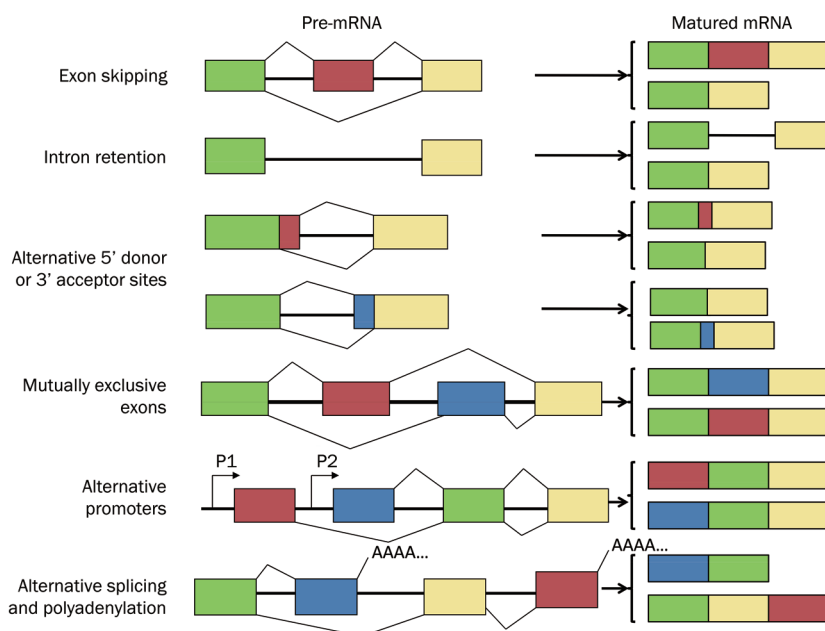 Pre-mRNA
Matured mRNA
Exon skipping
Intron retention
Alternative 5' donor
or 3' acceptor sites
Mutually exclusive
exons
P1
P2
Alternative
promoters
AAAA...
AAAA...
Alternative splicing
and polyadenylation